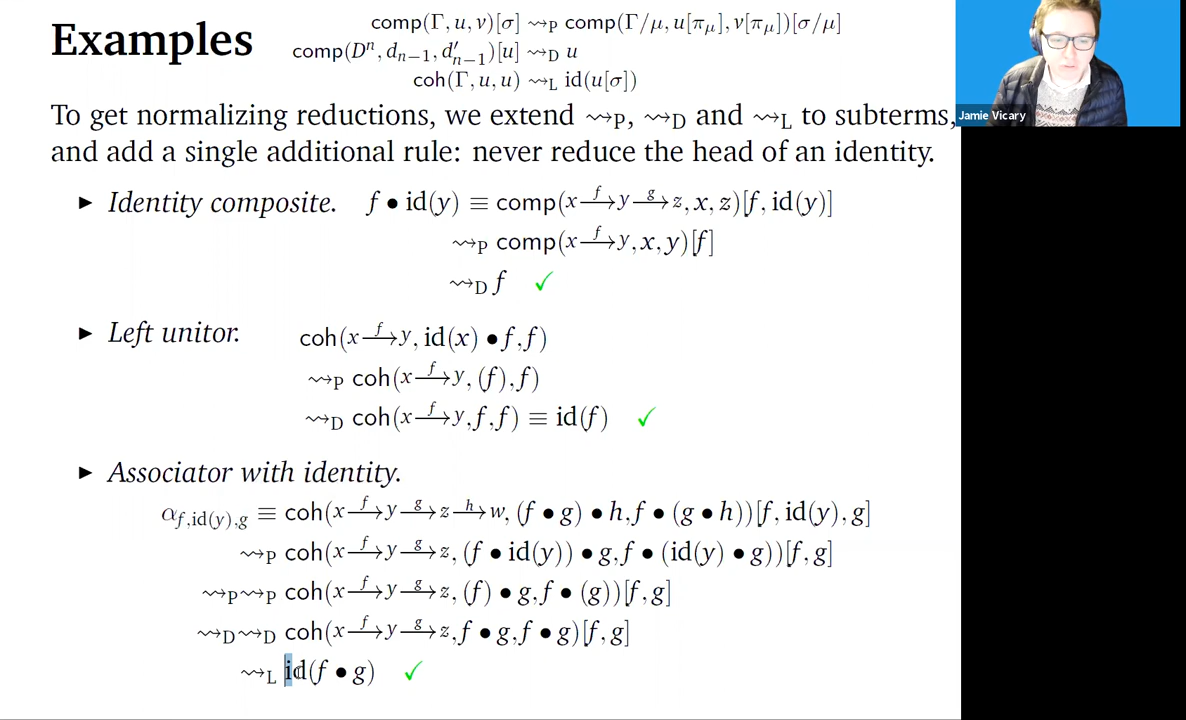 Examples
comp(Γ, u, v)[σ] ⇝P comp(Γ/μ, u[πμ], v[πμ])[σ/μ]
comp(Dⁿ, dₙ₋₁, d′ₙ₋₁)[u] ⇝D u
coh(Γ, u, u) ⇝L id(u[σ])
Jamie Vicary
To get normalizing reductions, we extend ⇝P, ⇝D and ⇝L to subterms,
and add a single additional rule: never reduce the head of an identity.
▶ Identity composite. f • id(y) ≡ comp(x –f→ y –g→ z, x, z)[f, id(y)]
⇝P comp(x –f→ y, x, y)[f]
⇝D f ✓
▶ Left unitor. coh(x –f→ y, id(x) • f, f)
⇝P coh(x –f→ y, (f), f)
⇝D coh(x –f→ y, f, f) ≡ id(f) ✓
▶ Associator with identity.
α f,id(y),g ≡ coh(x –f→ y –g→ z –h→ w, (f • g) • h, f • (g • h))[f, id(y), g]
⇝P coh(x –f→ y –g→ z, (f • id(y)) • g, f • (id(y) • g))[f, g]
⇝P⇝P coh(x –f→ y –g→ z, (f) • g, f • (g))[f, g]
⇝D⇝D coh(x –f→ y –g→ z, f • g, f • g)[f, g]
⇝L id(f • g) ✓